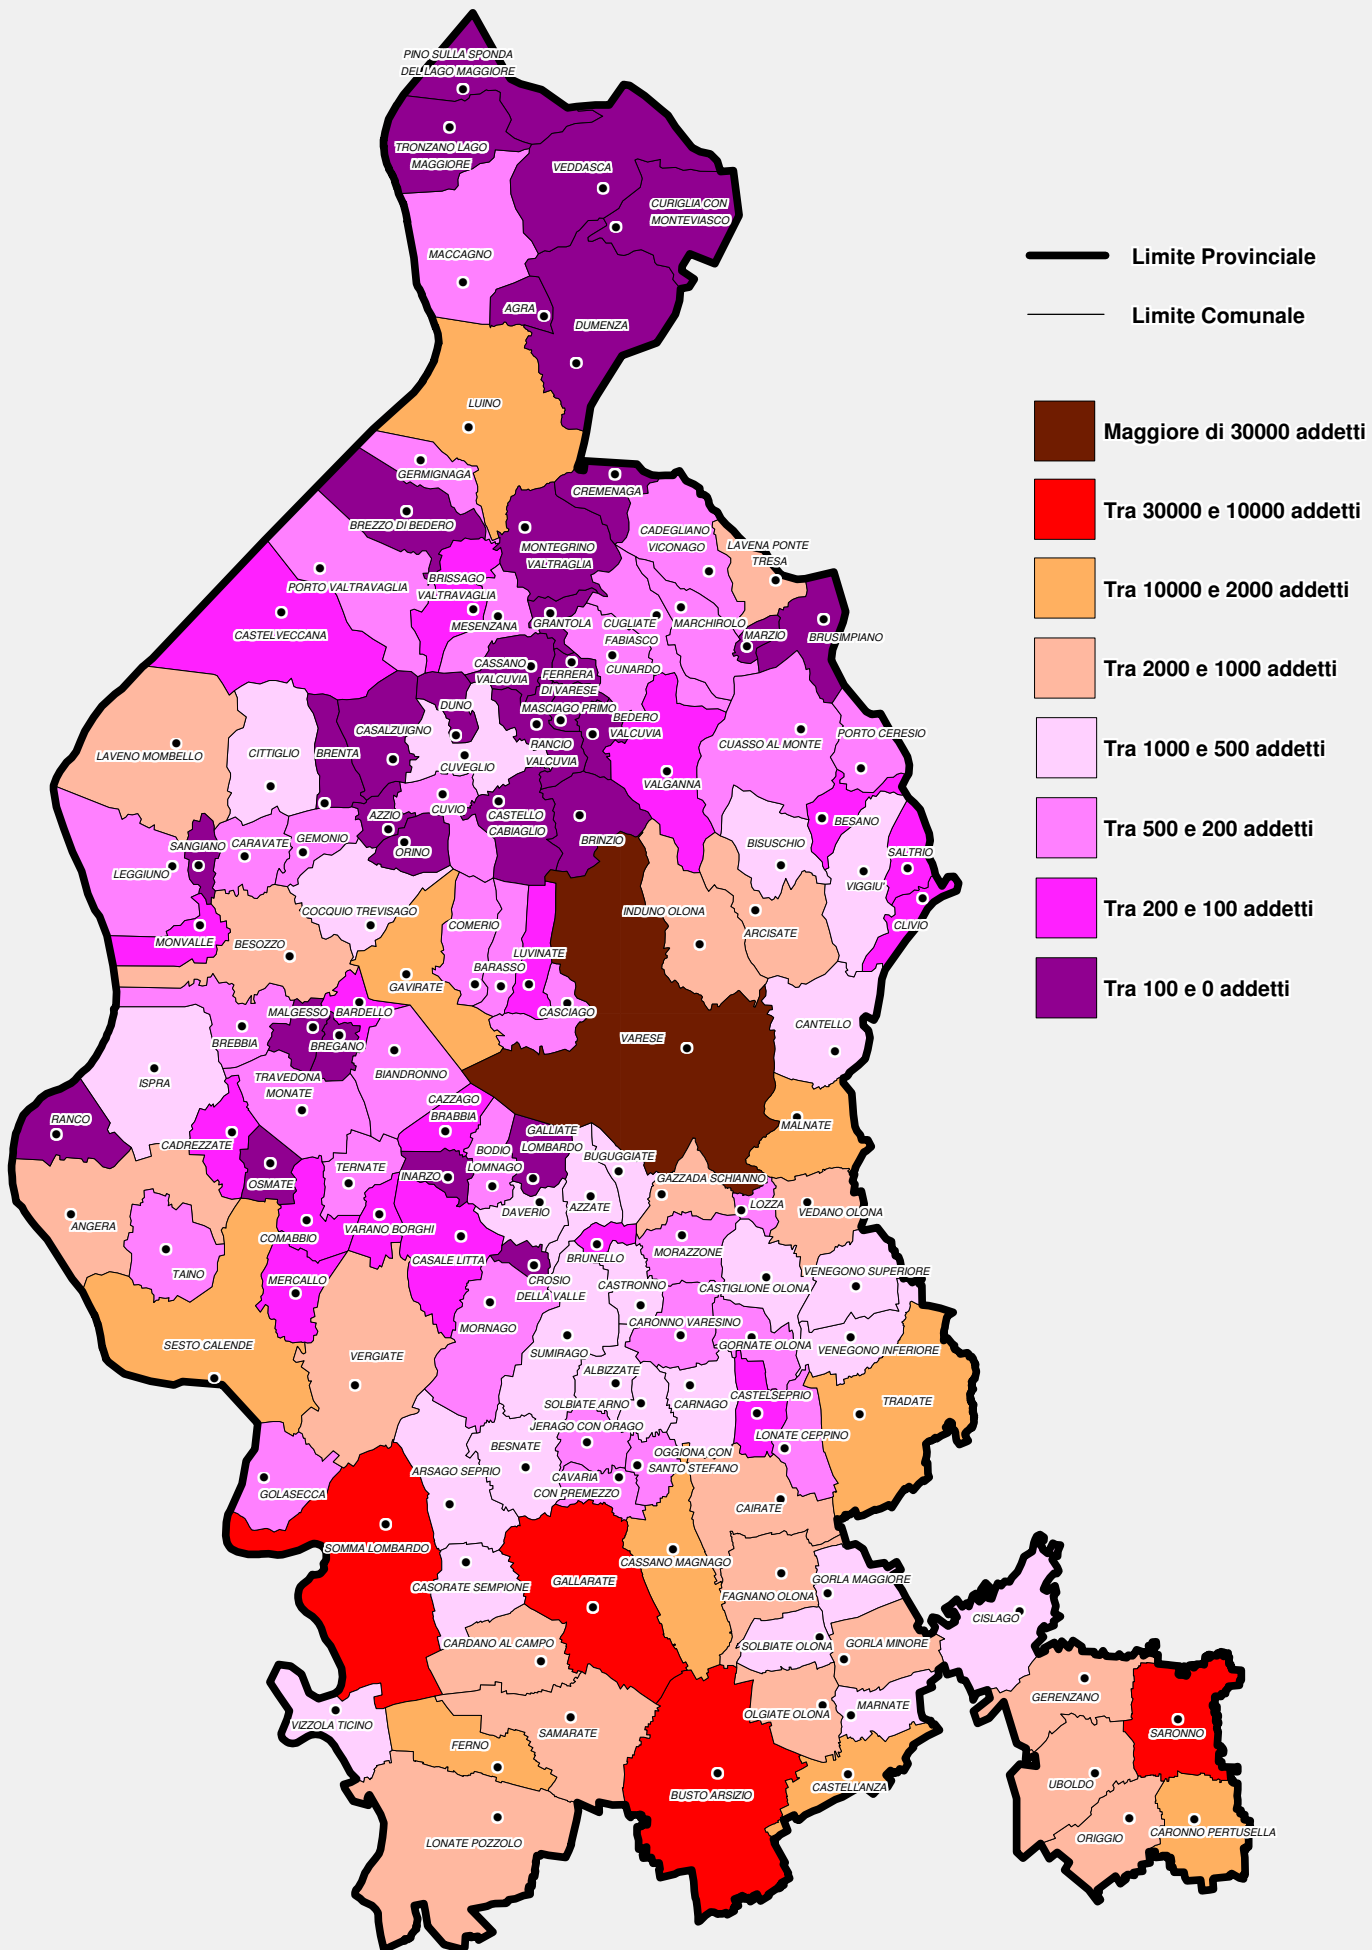 PINO SULLA SPONDA
DEL LAGO MAGGIORE
TRONZANO LAGO
MAGGIORE
VEDDASCA
CURIGLIA CON
MONTEVIASCO
MACCAGNO
AGRA
DUMENZA
LUINO
GERMIGNAGA
CREMENAGA
BREZZO DI BEDERO
MONTEGRINO
VALTRAGLIA
CADEGLIANO
VICONAGO
LAVENA PONTE
TRESA
PORTO VALTRAVAGLIA
BRISSAGO
VALTRAVAGLIA
MESENZANA
GRANTOLA
CUGLIATE
FABIASCO
MARCHIROLO
MARZIO
BRUSIMPIANO
CASTELVECCANA
CASSANO
VALCUVIA
FERRERA
DI VARESE
CUNARDO
DUNO
MASCIAGO PRIMO
BEDERO
VALCUVIA
CASALZUIGNO
RANCIO
VALCUVIA
CUASSO AL MONTE
PORTO CERESIO
LAVENO MOMBELLO
CITTIGLIO
BRENTA
CUVEGLIO
VALGANNA
AZZIO
CUVIO
CASTELLO
CABIAGLIO
BRINZIO
BESANO
BISUSCHIO
SANGIANO
CARAVATE
GEMONIO
ORINO
SALTRIO
LEGGIUNO
VIGGIU'
COCQUIO TREVISAGO
INDUNO OLONA
ARCISATE
CLIVIO
MONVALLE
BESOZZO
COMERIO
LUVINATE
BARASSO
GAVIRATE
CASCIAGO
MALGESSO
BARDELLO
BREBBIA
BREGANO
VARESE
CANTELLO
ISPRA
TRAVEDONA
MONATE
BIANDRONNO
CAZZAGO
BRABBIA
MALNATE
RANCO
CADREZZATE
GALLIATE
LOMBARDO
BODIO
LOMNAGO
BUGUGGIATE
OSMATE
TERNATE
INARZO
GAZZADA SCHIANNO
LOZZA
VEDANO OLONA
ANGERA
COMABBIO
VARANO BORGHI
DAVERIO
AZZATE
TAINO
CASALE LITTA
BRUNELLO
MORAZZONE
MERCALLO
CROSIO
DELLA VALLE
CASTRONNO
CASTIGLIONE OLONA
VENEGONO SUPERIORE
MORNAGO
CARONNO VARESINO
SESTO CALENDE
VERGIATE
SUMIRAGO
GORNATE OLONA
VENEGONO INFERIORE
ALBIZZATE
SOLBIATE ARNO
CARNAGO
CASTELSEPRIO
TRADATE
JERAGO CON ORAGO
LONATE CEPPINO
BESNATE
OGGIONA CON
SANTO STEFANO
GOLASECCA
ARSAGO SEPRIO
CAVARIA
CON PREMEZZO
CAIRATE
SOMMA LOMBARDO
CASSANO MAGNAGO
CASORATE SEMPIONE
GALLARATE
FAGNANO OLONA
GORLA MAGGIORE
CISLAGO
CARDANO AL CAMPO
SOLBIATE OLONA
GORLA MINORE
GERENZANO
VIZZOLA TICINO
OLGIATE OLONA
MARNATE
SARONNO
FERNO
SAMARATE
BUSTO ARSIZIO
CASTELLANZA
UBOLDO
LONATE POZZOLO
ORIGGIO
CARONNO PERTUSELLA
Limite Provinciale
Limite Comunale
Maggiore di 30000 addetti
Tra 30000 e 10000 addetti
Tra 10000 e 2000 addetti
Tra 2000 e 1000 addetti
Tra 1000 e 500 addetti
Tra 500 e 200 addetti
Tra 200 e 100 addetti
Tra 100 e 0 addetti